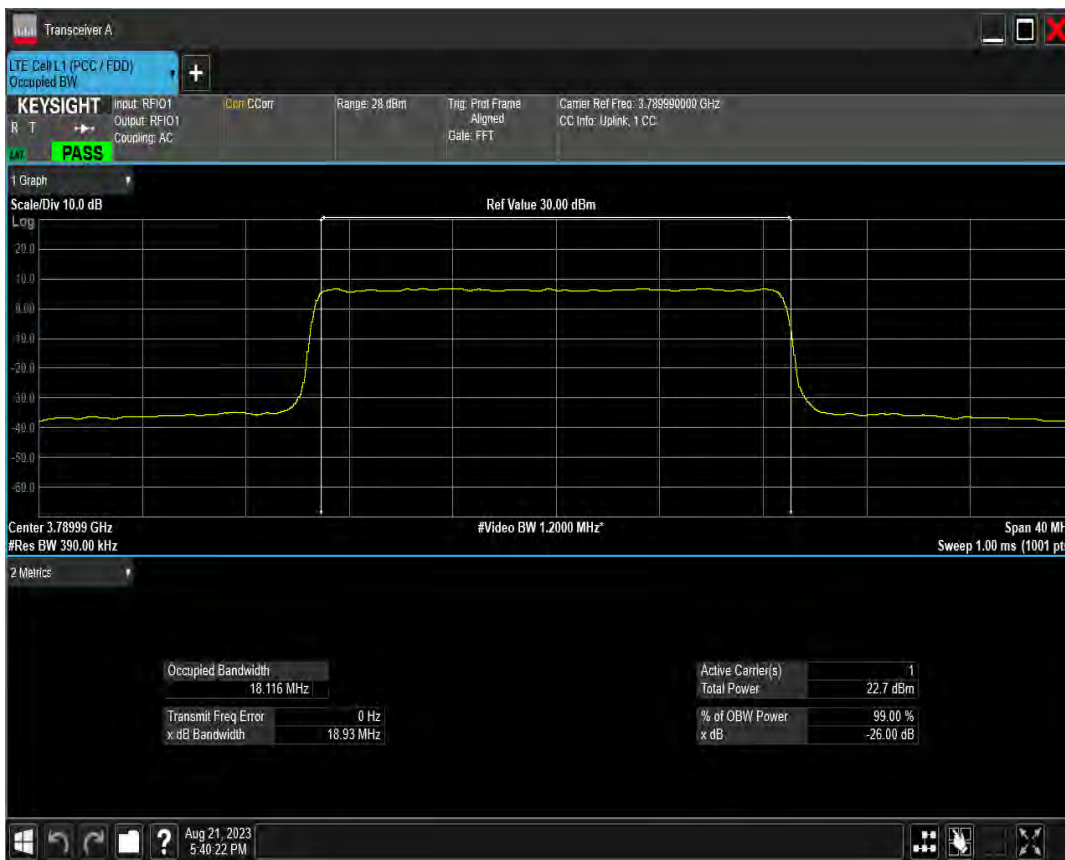 Transceiver A
LTE Cell L1 (PCC / FDD)
Occupied BW
+
KEYSIGHT
R T
PASS
Input: RFIO1
Output: RFIO1
Coupling: AC
Corr CCorr
Range: 28 dBm
Trig: Prot Frame
Aligned
Gate: FFT
Carrier Ref Freq: 3.789990000 GHz
CC Info: Uplink, 1 CC
1 Graph
Scale/Div 10.0 dB
Ref Value 30.00 dBm
Log
20.0
10.0
0.00
-10.0
-20.0
-30.0
-40.0
-50.0
-60.0
Center 3.78999 GHz
#Video BW 1.2000 MHz*
Span 40 MH
#Res BW 390.00 kHz
Sweep 1.00 ms (1001 pt
2 Metrics
Occupied Bandwidth
18.116 MHz
Transmit Freq Error 0 Hz
x dB Bandwidth 18.93 MHz
Active Carrier(s) 1
Total Power 22.7 dBm
% of OBW Power 99.00 %
x dB -26.00 dB
?
Aug 21, 2023
5:40:22 PM